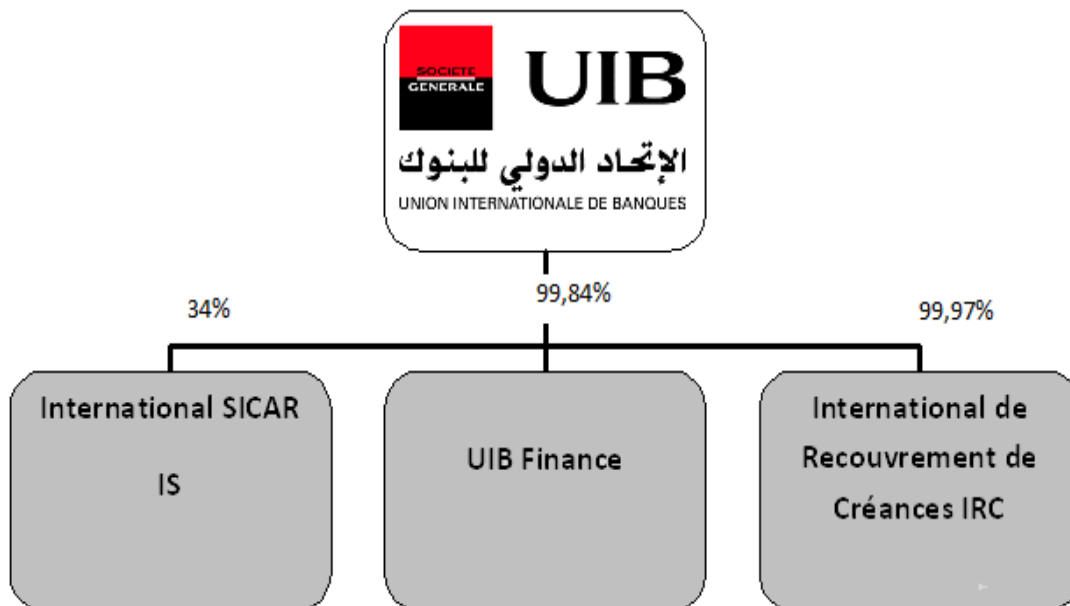 SOCIETE
GENERALE
UIB
الإتحاد الدولي للبنوك
UNION INTERNATIONALE DE BANQUES
34%
99,84%
99,97%
International SICAR
IS
UIB Finance
International de
Recouvrement de
Créances IRC